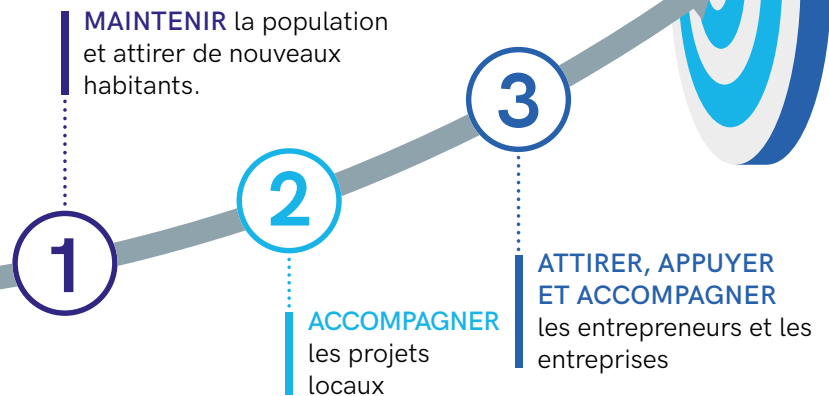 MAINTENIR la population
et attirer de nouveaux
habitants.
1
2
ACCOMPAGNER
les projets
locaux
3
ATTIRER, APPUYER
ET ACCOMPAGNER
les entrepreneurs et les
entreprises